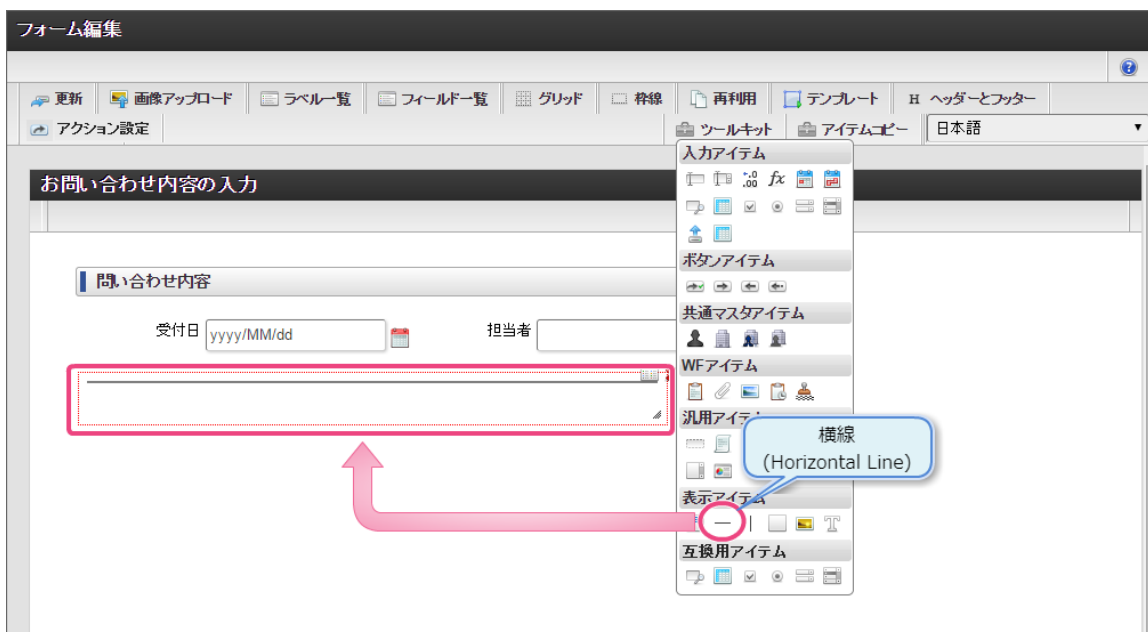 フォーム編集
更新 画像アップロード ラベル一覧 フィールド一覧 グリッド 枠線 再利用 テンプレート H ヘッダーとフッター
アクション設定 ツールキット アイテムコピー 日本語
入力アイテム
.0
.00
fx
お問い合わせ内容の入力
ボタンアイテム
問い合わせ内容
共通マスタアイテム
受付日 yyyy/MM/dd 担当者
WFアイテム
汎用アイテム
横線
(Horizontal Line)
表示アイテム
T
互換用アイテム